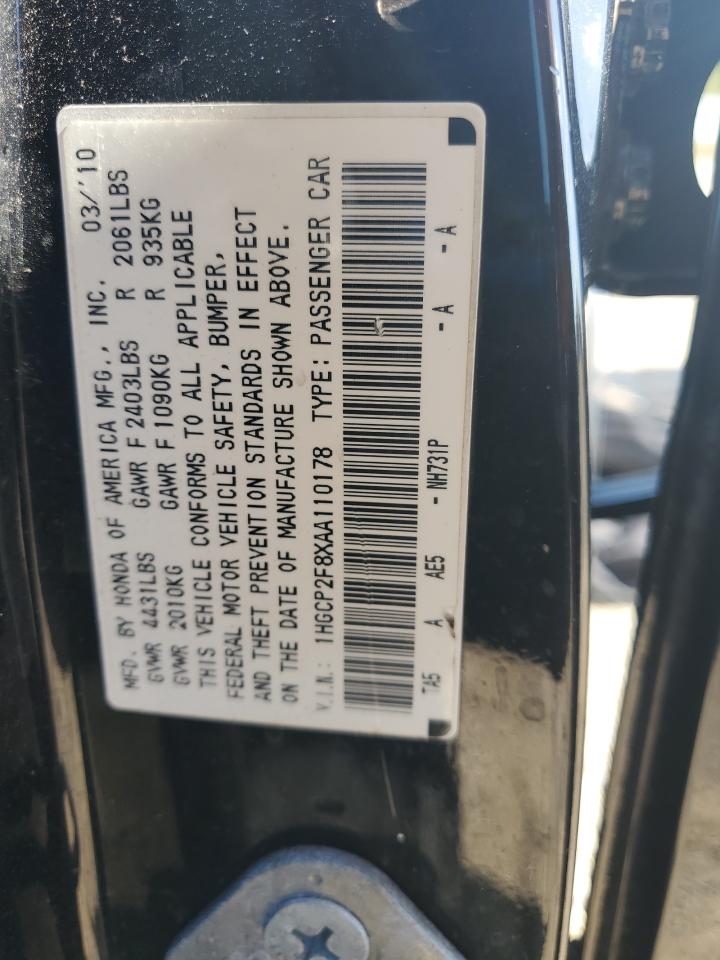 MFD. BY HONDA OF AMERICA MFG., INC. 03/'10
GVWR 4431LBS GAWR F 2403LBS R 2061LBS
GVWR 2010KG GAWR F 1090KG R 935KG
THIS VEHICLE CONFORMS TO ALL APPLICABLE
FEDERAL MOTOR VEHICLE SAFETY, BUMPER,
AND THEFT PREVENTION STANDARDS IN EFFECT
ON THE DATE OF MANUFACTURE SHOWN ABOVE.
V.I.N.: 1HGCP2F8XAA110178 TYPE: PASSENGER CAR
TA5 A AE5 - NH731P - A - A